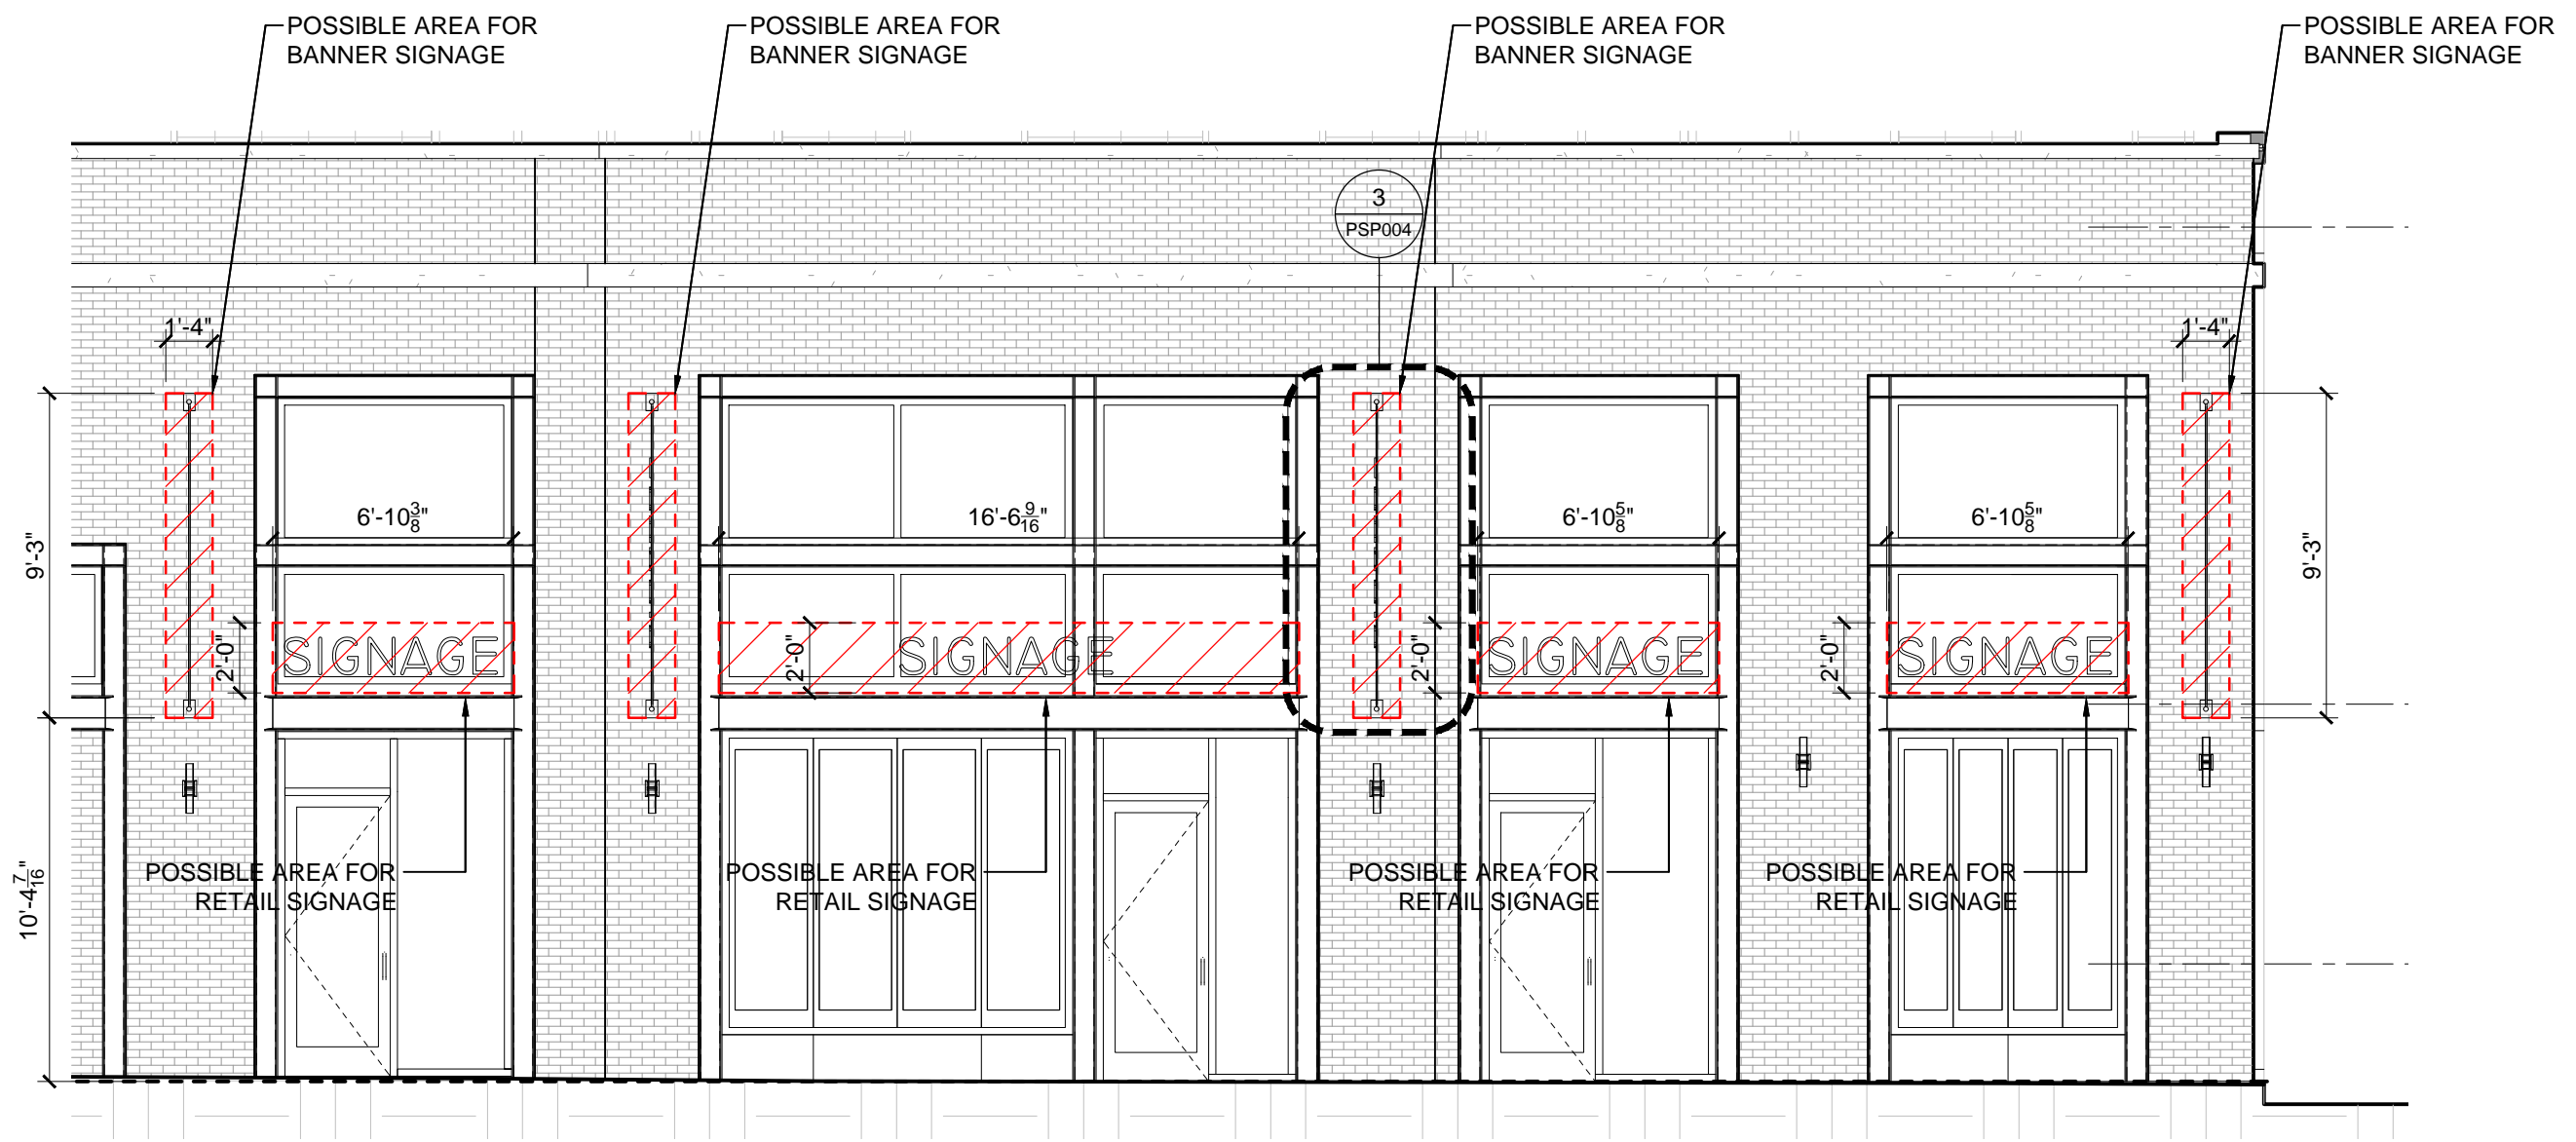 POSSIBLE AREA FOR
BANNER SIGNAGE
POSSIBLE AREA FOR
BANNER SIGNAGE
POSSIBLE AREA FOR
BANNER SIGNAGE
POSSIBLE AREA FOR
BANNER SIGNAGE
3
PSP004
1'-4"
1'-4"
9'-3"
6'-10 3/8"
16'-6 9/16"
6'-10 5/8"
6'-10 5/8"
9'-3"
2'-0"
SIGNAGE
2'-0"
SIGNAGE
2'-0"
SIGNAGE
2'-0"
SIGNAGE
10'-4 7/16"
POSSIBLE AREA FOR
RETAIL SIGNAGE
POSSIBLE AREA FOR
RETAIL SIGNAGE
POSSIBLE AREA FOR
RETAIL SIGNAGE
POSSIBLE AREA FOR
RETAIL SIGNAGE